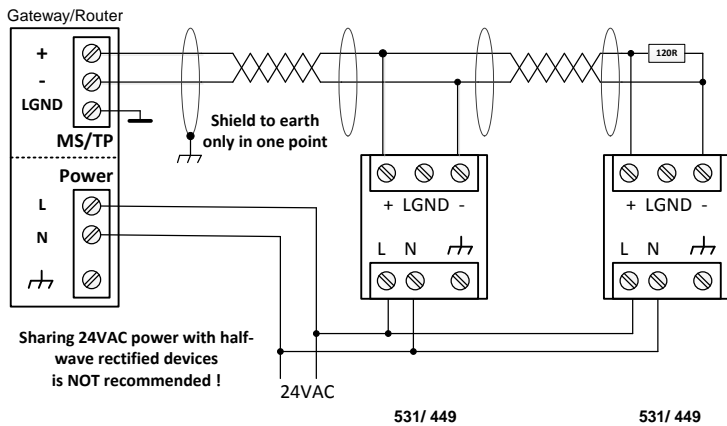 Gateway/Router
+
-
LGND
MS/TP
Power
L
N
Shield to earth
only in one point
120R
+ LGND -
L N
+ LGND -
L N
Sharing 24VAC power with half-
wave rectified devices
is NOT recommended !
24VAC
531/ 449
531/ 449